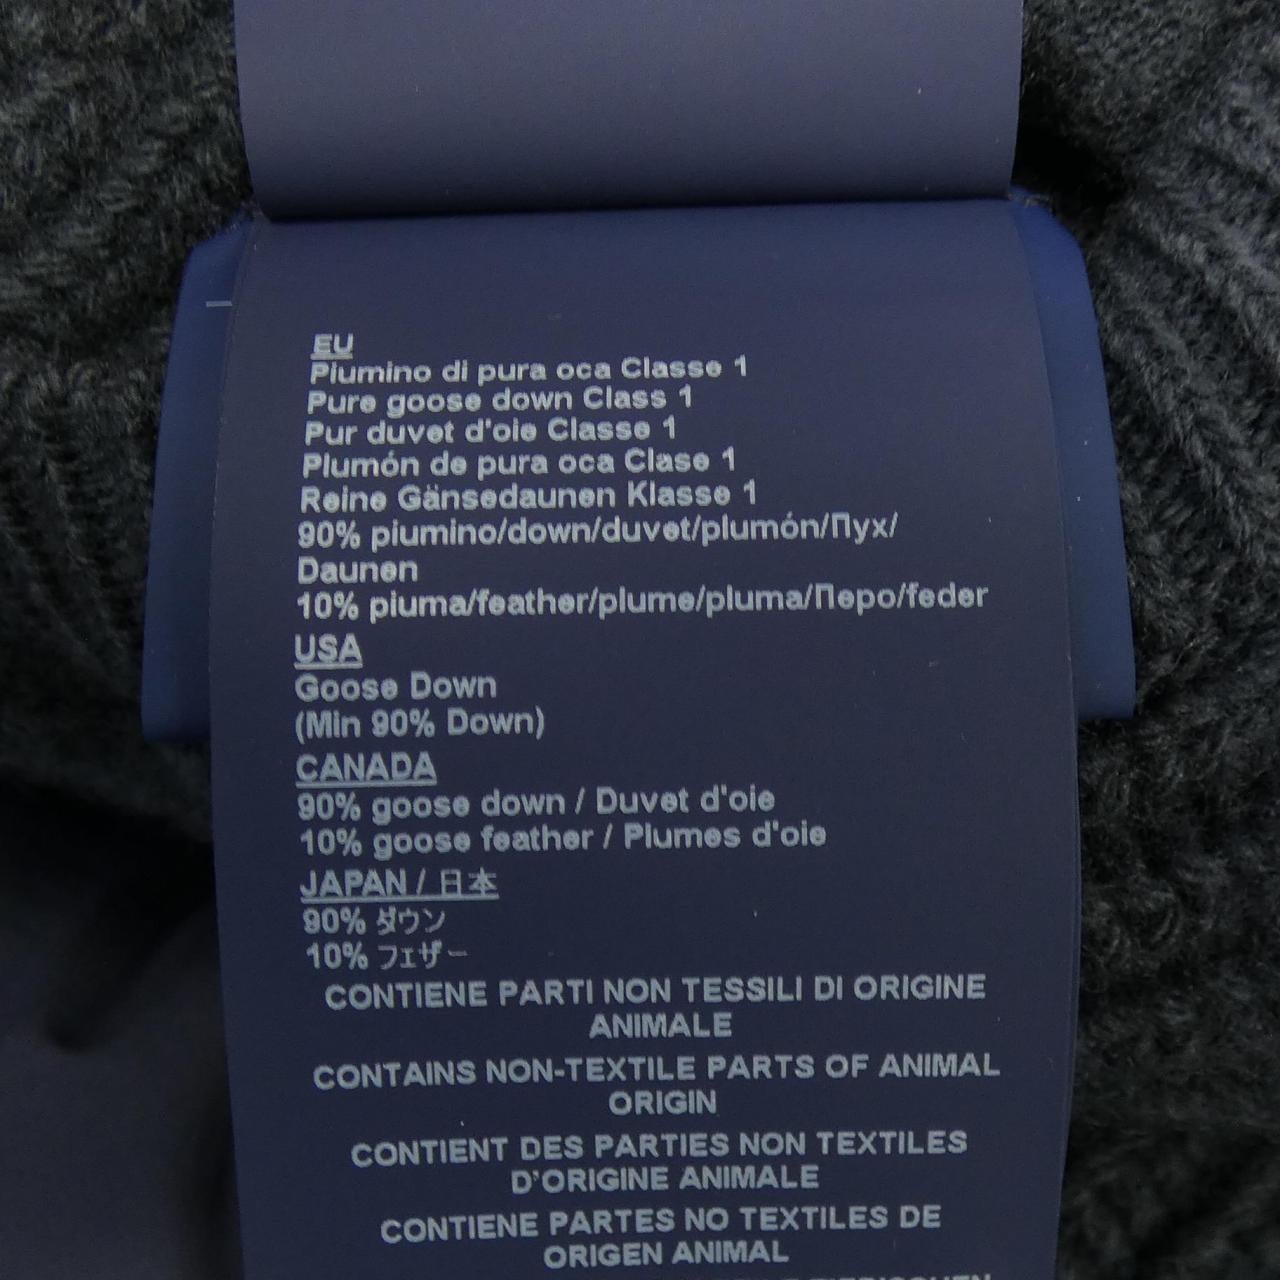 EU
Piumino di pura oca Classe 1
Pure goose down Class 1
Pur duvet d'oie Classe 1
Plumón de pura oca Clase 1
Reine Gänsedaunen Klasse 1
90% piumino/down/duvet/plumón/Пух/
Daunen
10% piuma/feather/plume/pluma/Перо/feder
USA
Goose Down
(Min 90% Down)
CANADA
90% goose down / Duvet d'oie
10% goose feather / Plumes d'oie
JAPAN / 日本
90% ダウン
10% フェザー
CONTIENE PARTI NON TESSILI DI ORIGINE
ANIMALE
CONTAINS NON-TEXTILE PARTS OF ANIMAL
ORIGIN
CONTIENT DES PARTIES NON TEXTILES
D'ORIGINE ANIMALE
CONTIENE PARTES NO TEXTILES DE
ORIGEN ANIMAL